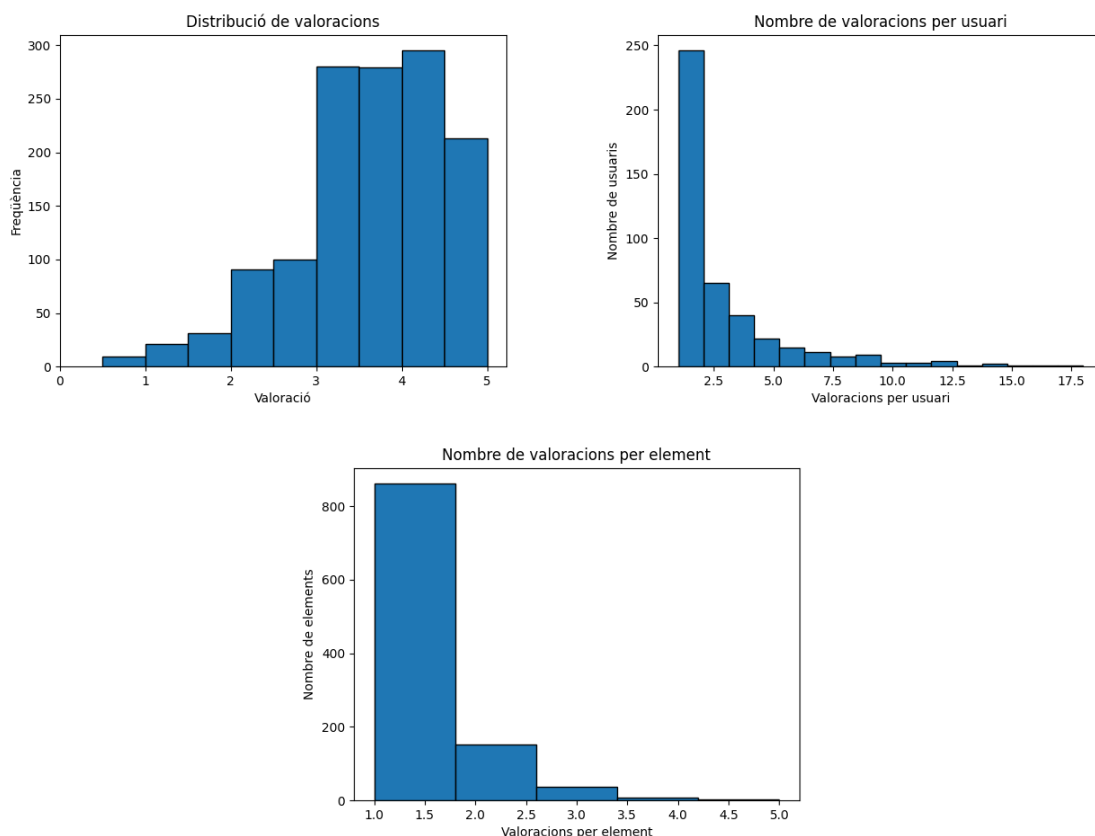 Distribució de valoracions
300
250
200
150
100
50
0
Freqüència
0 1 2 3 4 5
Valoració
Nombre de valoracions per usuari
250
200
150
100
50
0
Nombre de usuaris
2.5 5.0 7.5 10.0 12.5 15.0 17.5
Valoracions per usuari
Nombre de valoracions per element
800
600
400
200
0
Nombre de elements
1.0 1.5 2.0 2.5 3.0 3.5 4.0 4.5 5.0
Valoracions per element